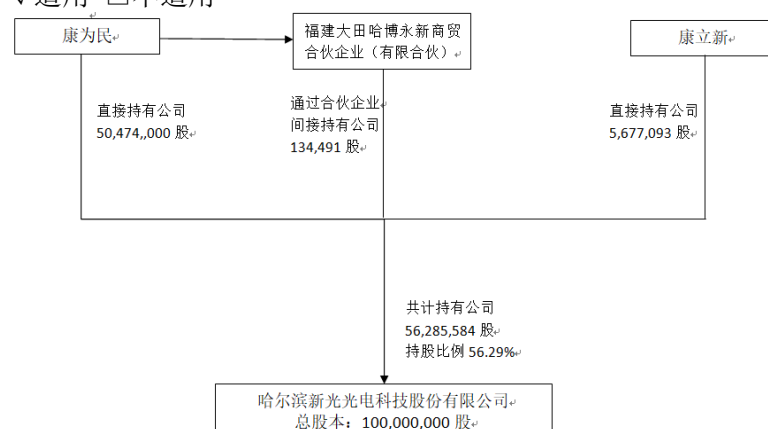 √适用 □不适用
康为民
福建大田哈博永新商贸
合伙企业（有限合伙）
康立新
直接持有公司
50,474,,000 股
通过合伙企业
间接持有公司
134,491 股
直接持有公司
5,677,093 股
共计持有公司
56,285,584 股
持股比例 56.29%
哈尔滨新光光电科技股份有限公司
总股本：100,000,000 股